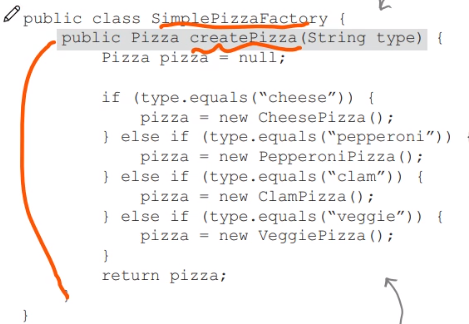 public class SimplePizzaFactory {
public Pizza createPizza(String type) {
Pizza pizza = null;
if (type.equals(“cheese”)) {
pizza = new CheesePizza();
} else if (type.equals(“pepperoni”)) {
pizza = new PepperoniPizza();
} else if (type.equals(“clam”)) {
pizza = new ClamPizza();
} else if (type.equals(“veggie”)) {
pizza = new VeggiePizza();
}
return pizza;
}
}